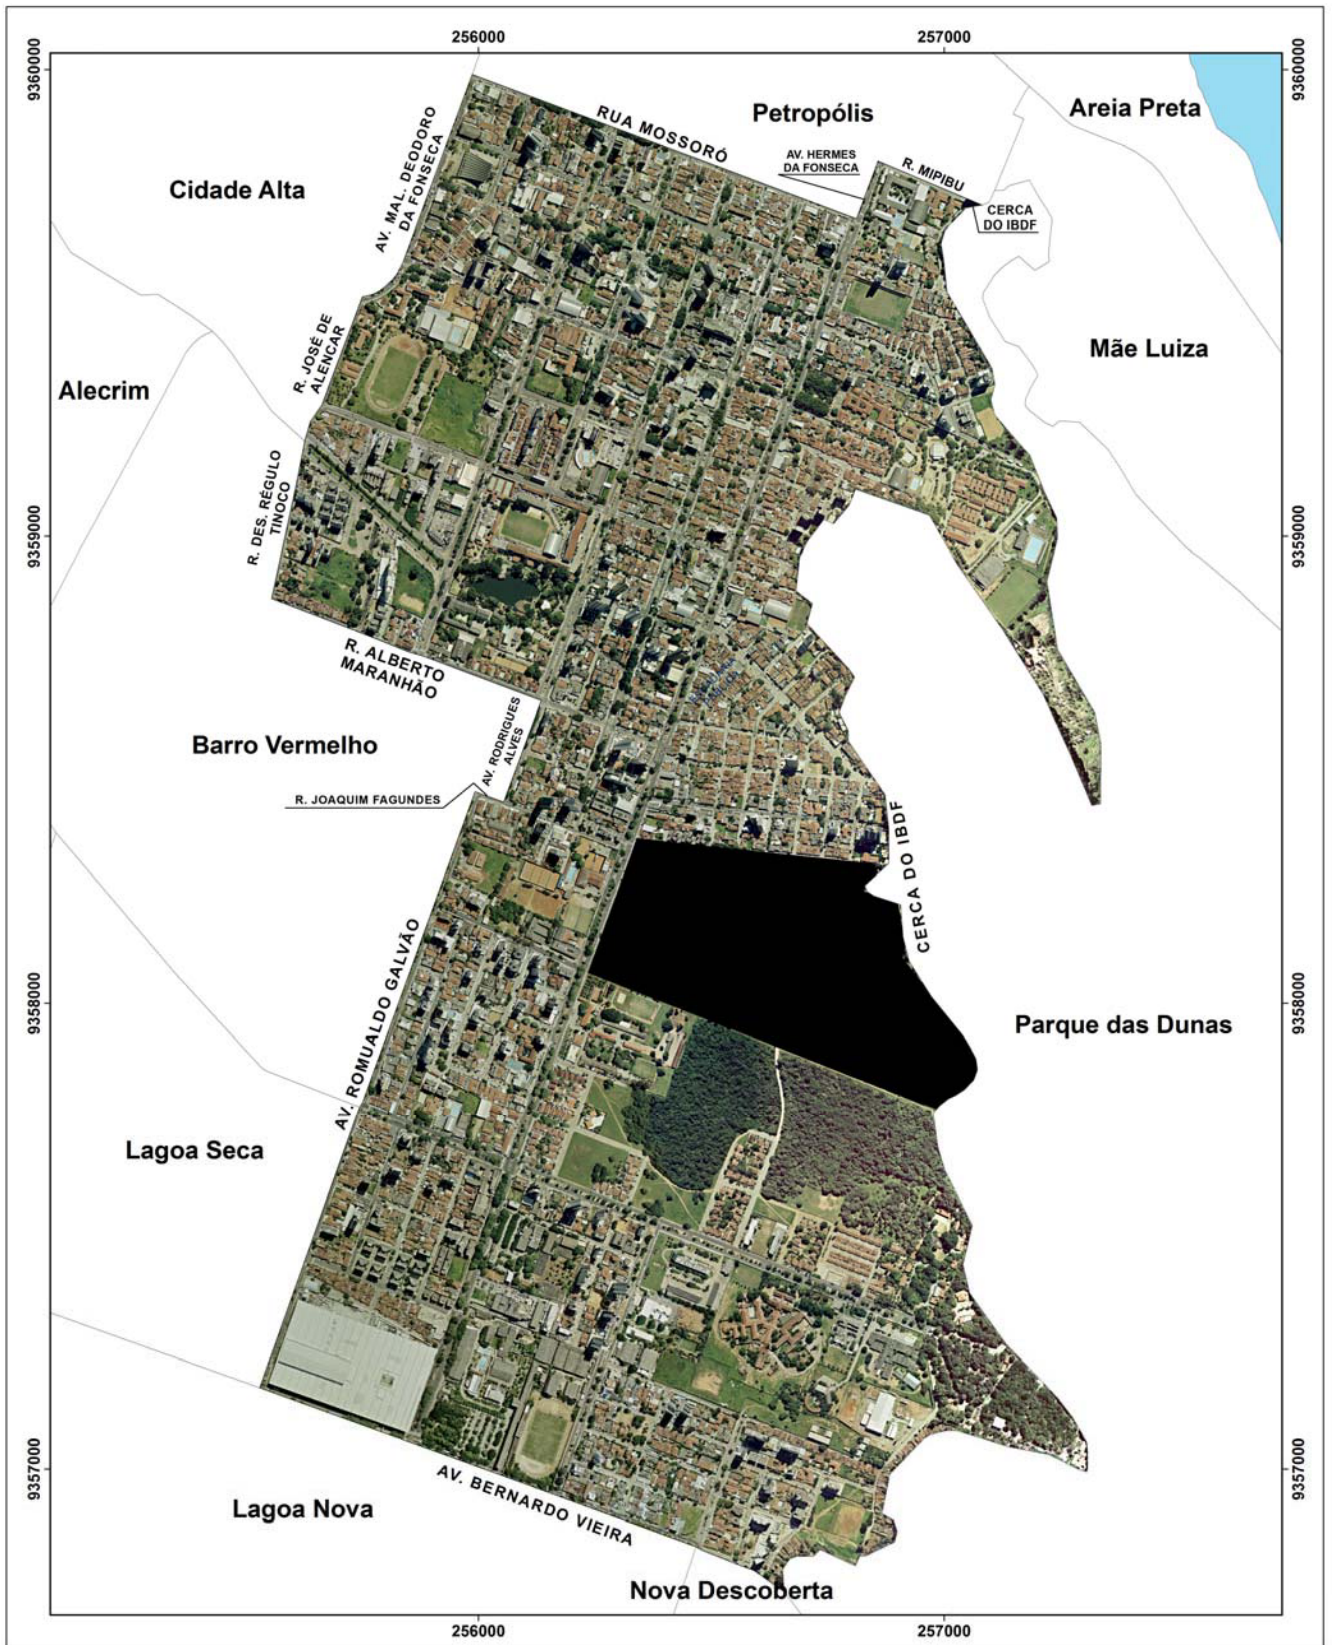 256000
257000
9360000
9360000
Petropólis
Areia Preta
RUA MOSSORÓ
AV. HERMES
DA FONSECA
R. MIPIBU
CERCA
DO IBDF
Cidade Alta
AV. MAL. DEODORO
DA FONSECA
Mãe Luiza
R. JOSÉ DE
ALENCAR
Alecrim
R. DES. RÉGULO
TINOCO
9359000
9359000
R. ALBERTO
MARANHÃO
Barro Vermelho
AV. RODRIGUES
ALVES
R. JOAQUIM FAGUNDES
CERCA DO IBDF
AV. ROMUALDO GALVÃO
9358000
9358000
Parque das Dunas
Lagoa Seca
9357000
9357000
AV. BERNARDO VIEIRA
Lagoa Nova
Nova Descoberta
256000
257000